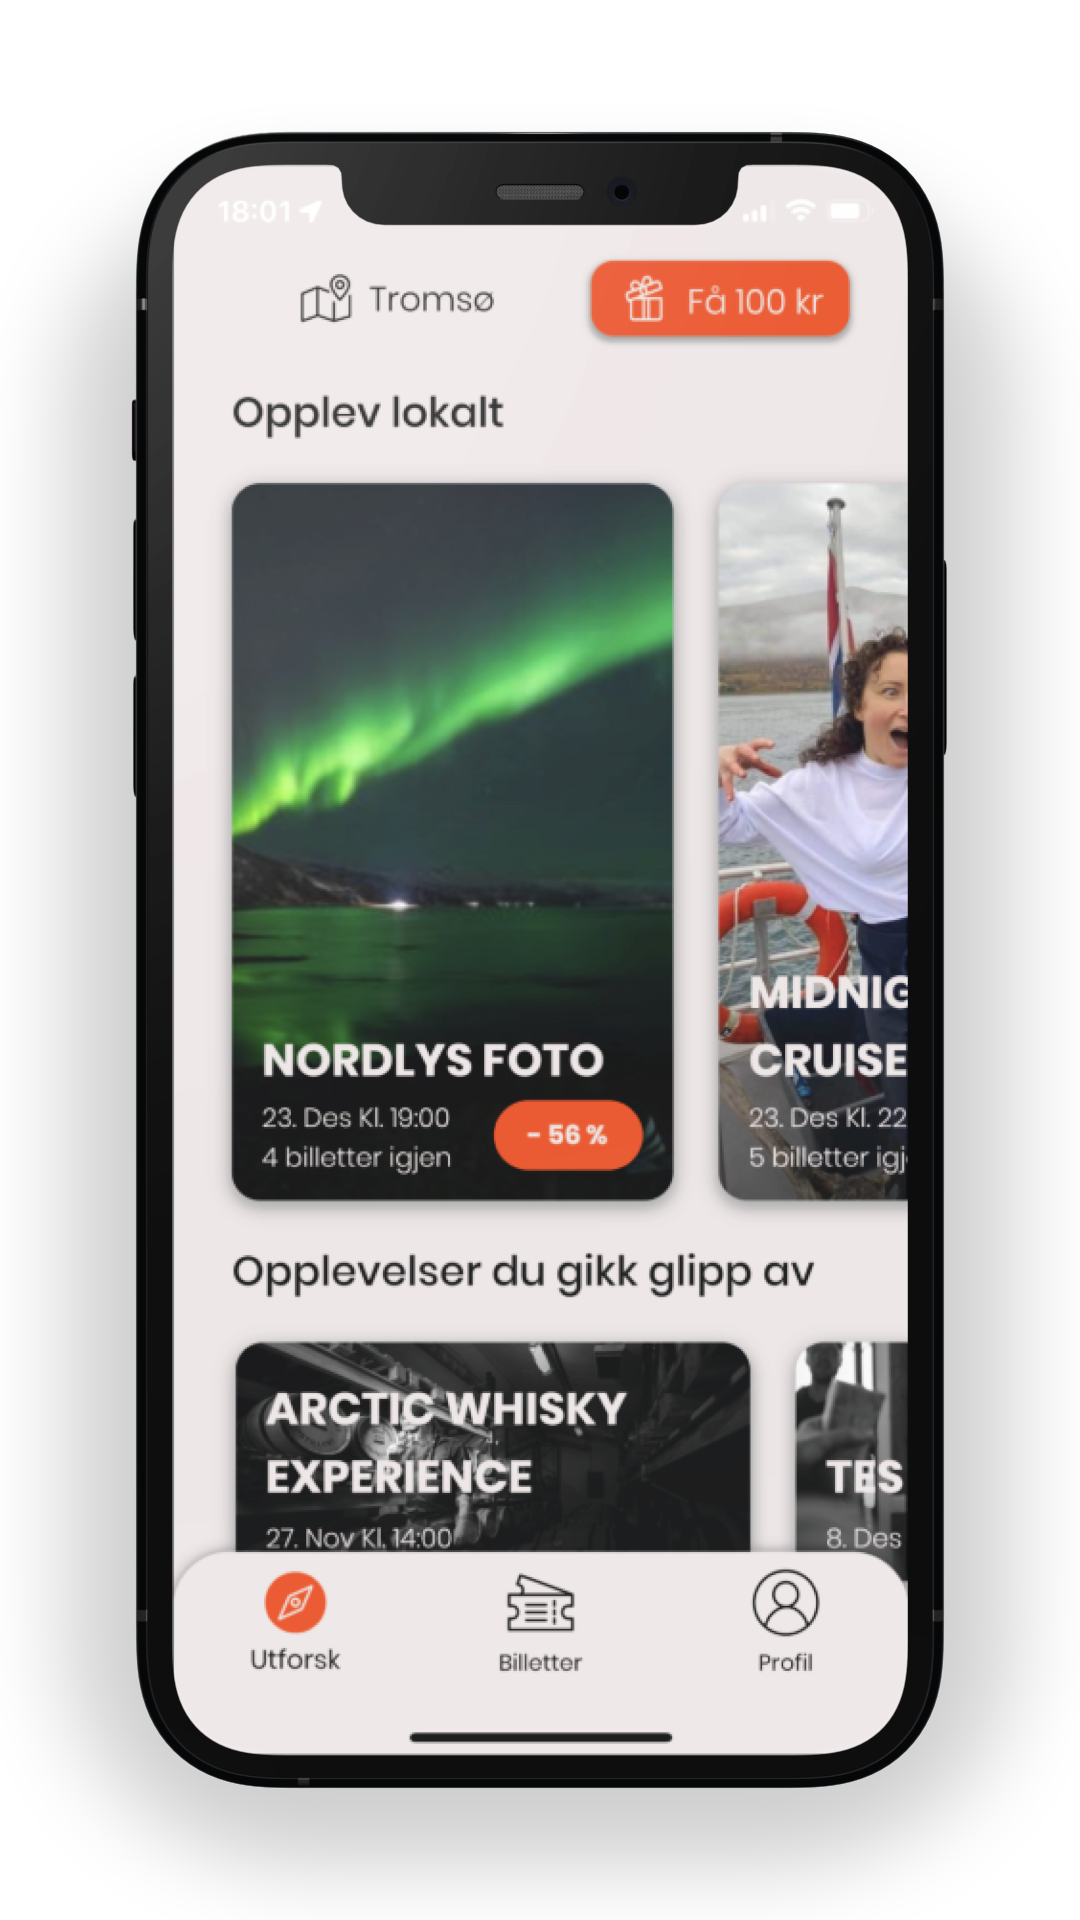 18:01
Tromsø
Få 100 kr
Opplev lokalt
NORDLYS FOTO
23. Des Kl. 19:00
4 billetter igjen
- 56 %
MIDNIG
CRUISE
23. Des Kl. 22
5 billetter igj
Opplevelser du gikk glipp av
ARCTIC WHISKY
EXPERIENCE
27. Nov Kl. 14:00
TES
8. Des
Utforsk
Billetter
Profil